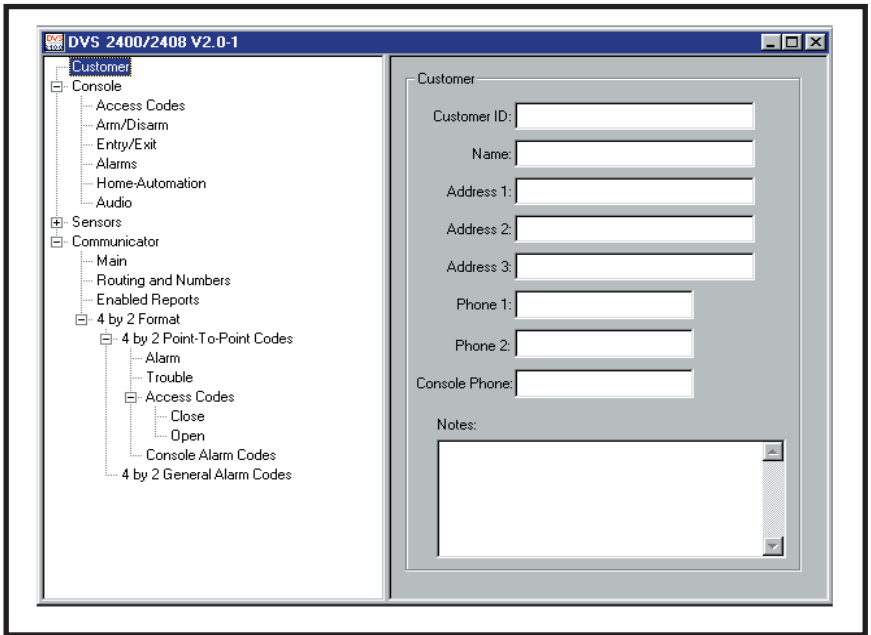 DVS 2400/2408 V2.0-1
Customer
Console
Access Codes
Arm/Disarm
Entry/Exit
Alarms
Home-Automation
Audio
Sensors
Communicator
Main
Routing and Numbers
Enabled Reports
4 by 2 Format
4 by 2 Point-To-Point Codes
Alarm
Trouble
Access Codes
Close
Open
Console Alarm Codes
4 by 2 General Alarm Codes
Customer
Customer ID:
Name:
Address 1:
Address 2:
Address 3:
Phone 1:
Phone 2:
Console Phone:
Notes: